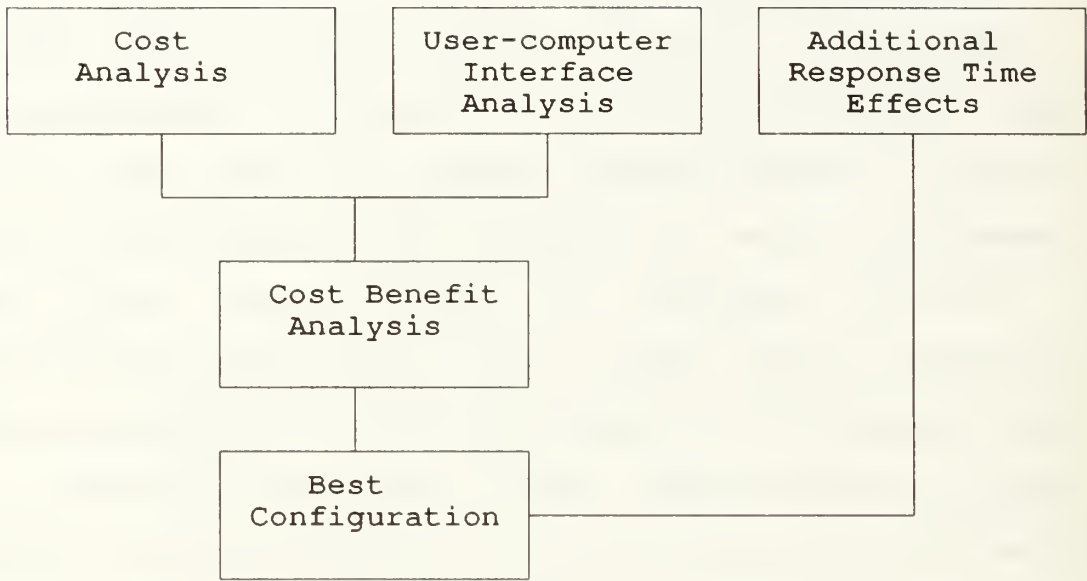 Cost
Analysis
User-computer
Interface
Analysis
Additional
Response Time
Effects
Cost Benefit
Analysis
Best
Configuration